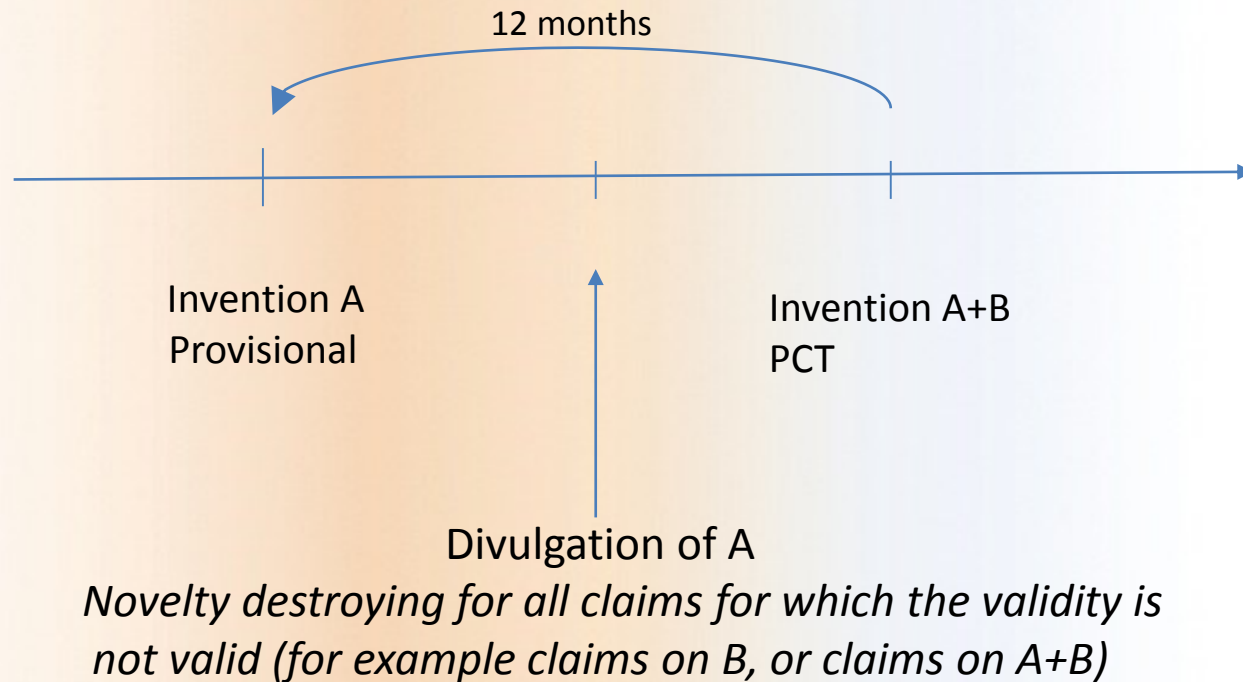 12 months
Invention A
Provisional
Invention A+B
PCT
Divulgation of A
Novelty destroying for all claims for which the validity is
not valid (for example claims on B, or claims on A+B)